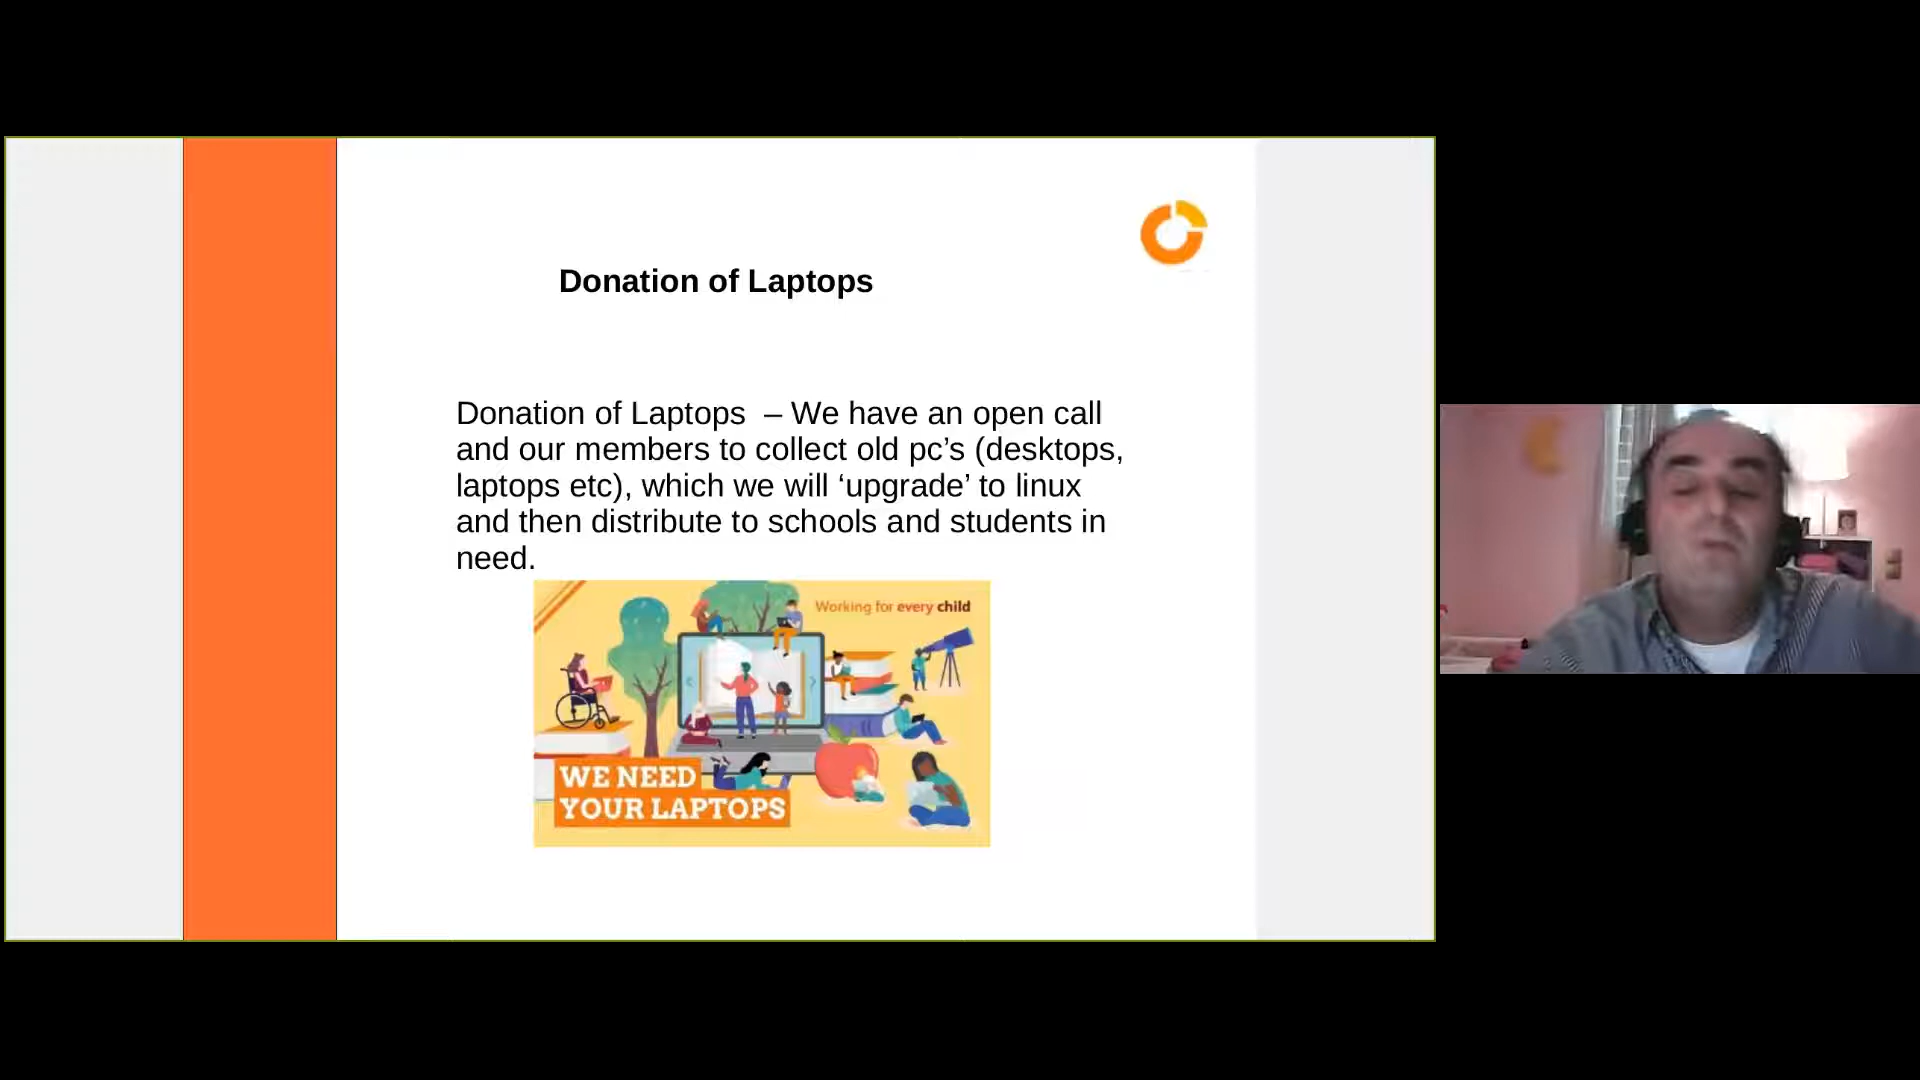 Donation of Laptops
Donation of Laptops  – We have an open call
and our members to collect old pc’s (desktops,
laptops etc), which we will ‘upgrade’ to linux
and then distribute to schools and students in
need.
Working for every child
WE NEED
YOUR LAPTOPS